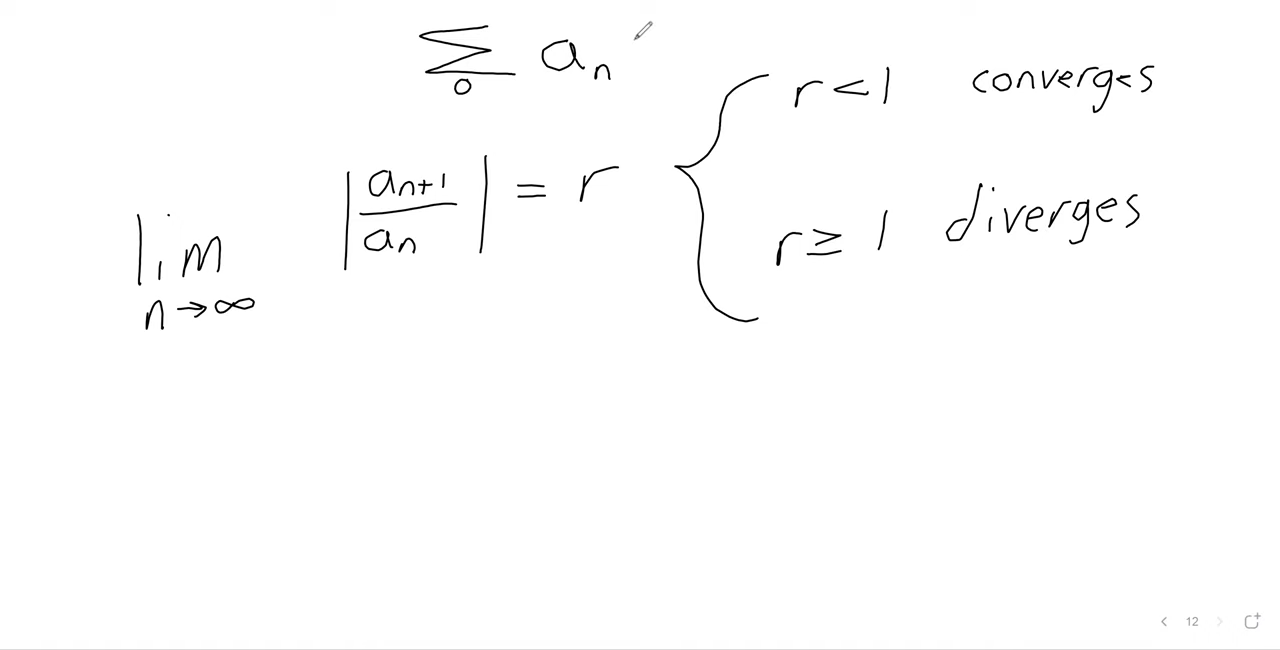 ∑ aₙ
0
r < 1 converges
lim n→∞ |aₙ₊₁ / aₙ| = r {
r ≥ 1 diverges
12